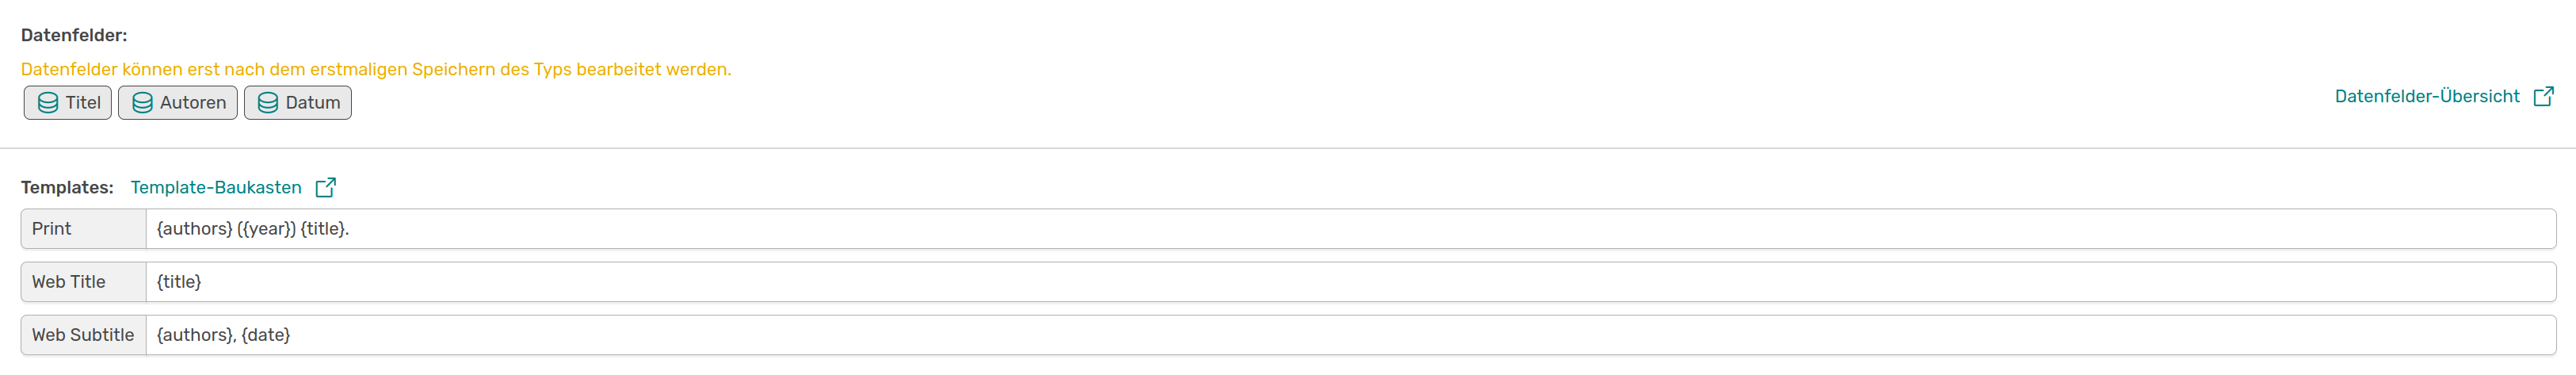 Datenfelder:
Datenfelder können erst nach dem erstmaligen Speichern des Typs bearbeitet werden.
Titel Autoren Datum
Datenfelder-Übersicht
Templates: Template-Baukasten
Print {authors} ({year}) {title}.
Web Title {title}
Web Subtitle {authors}, {date}